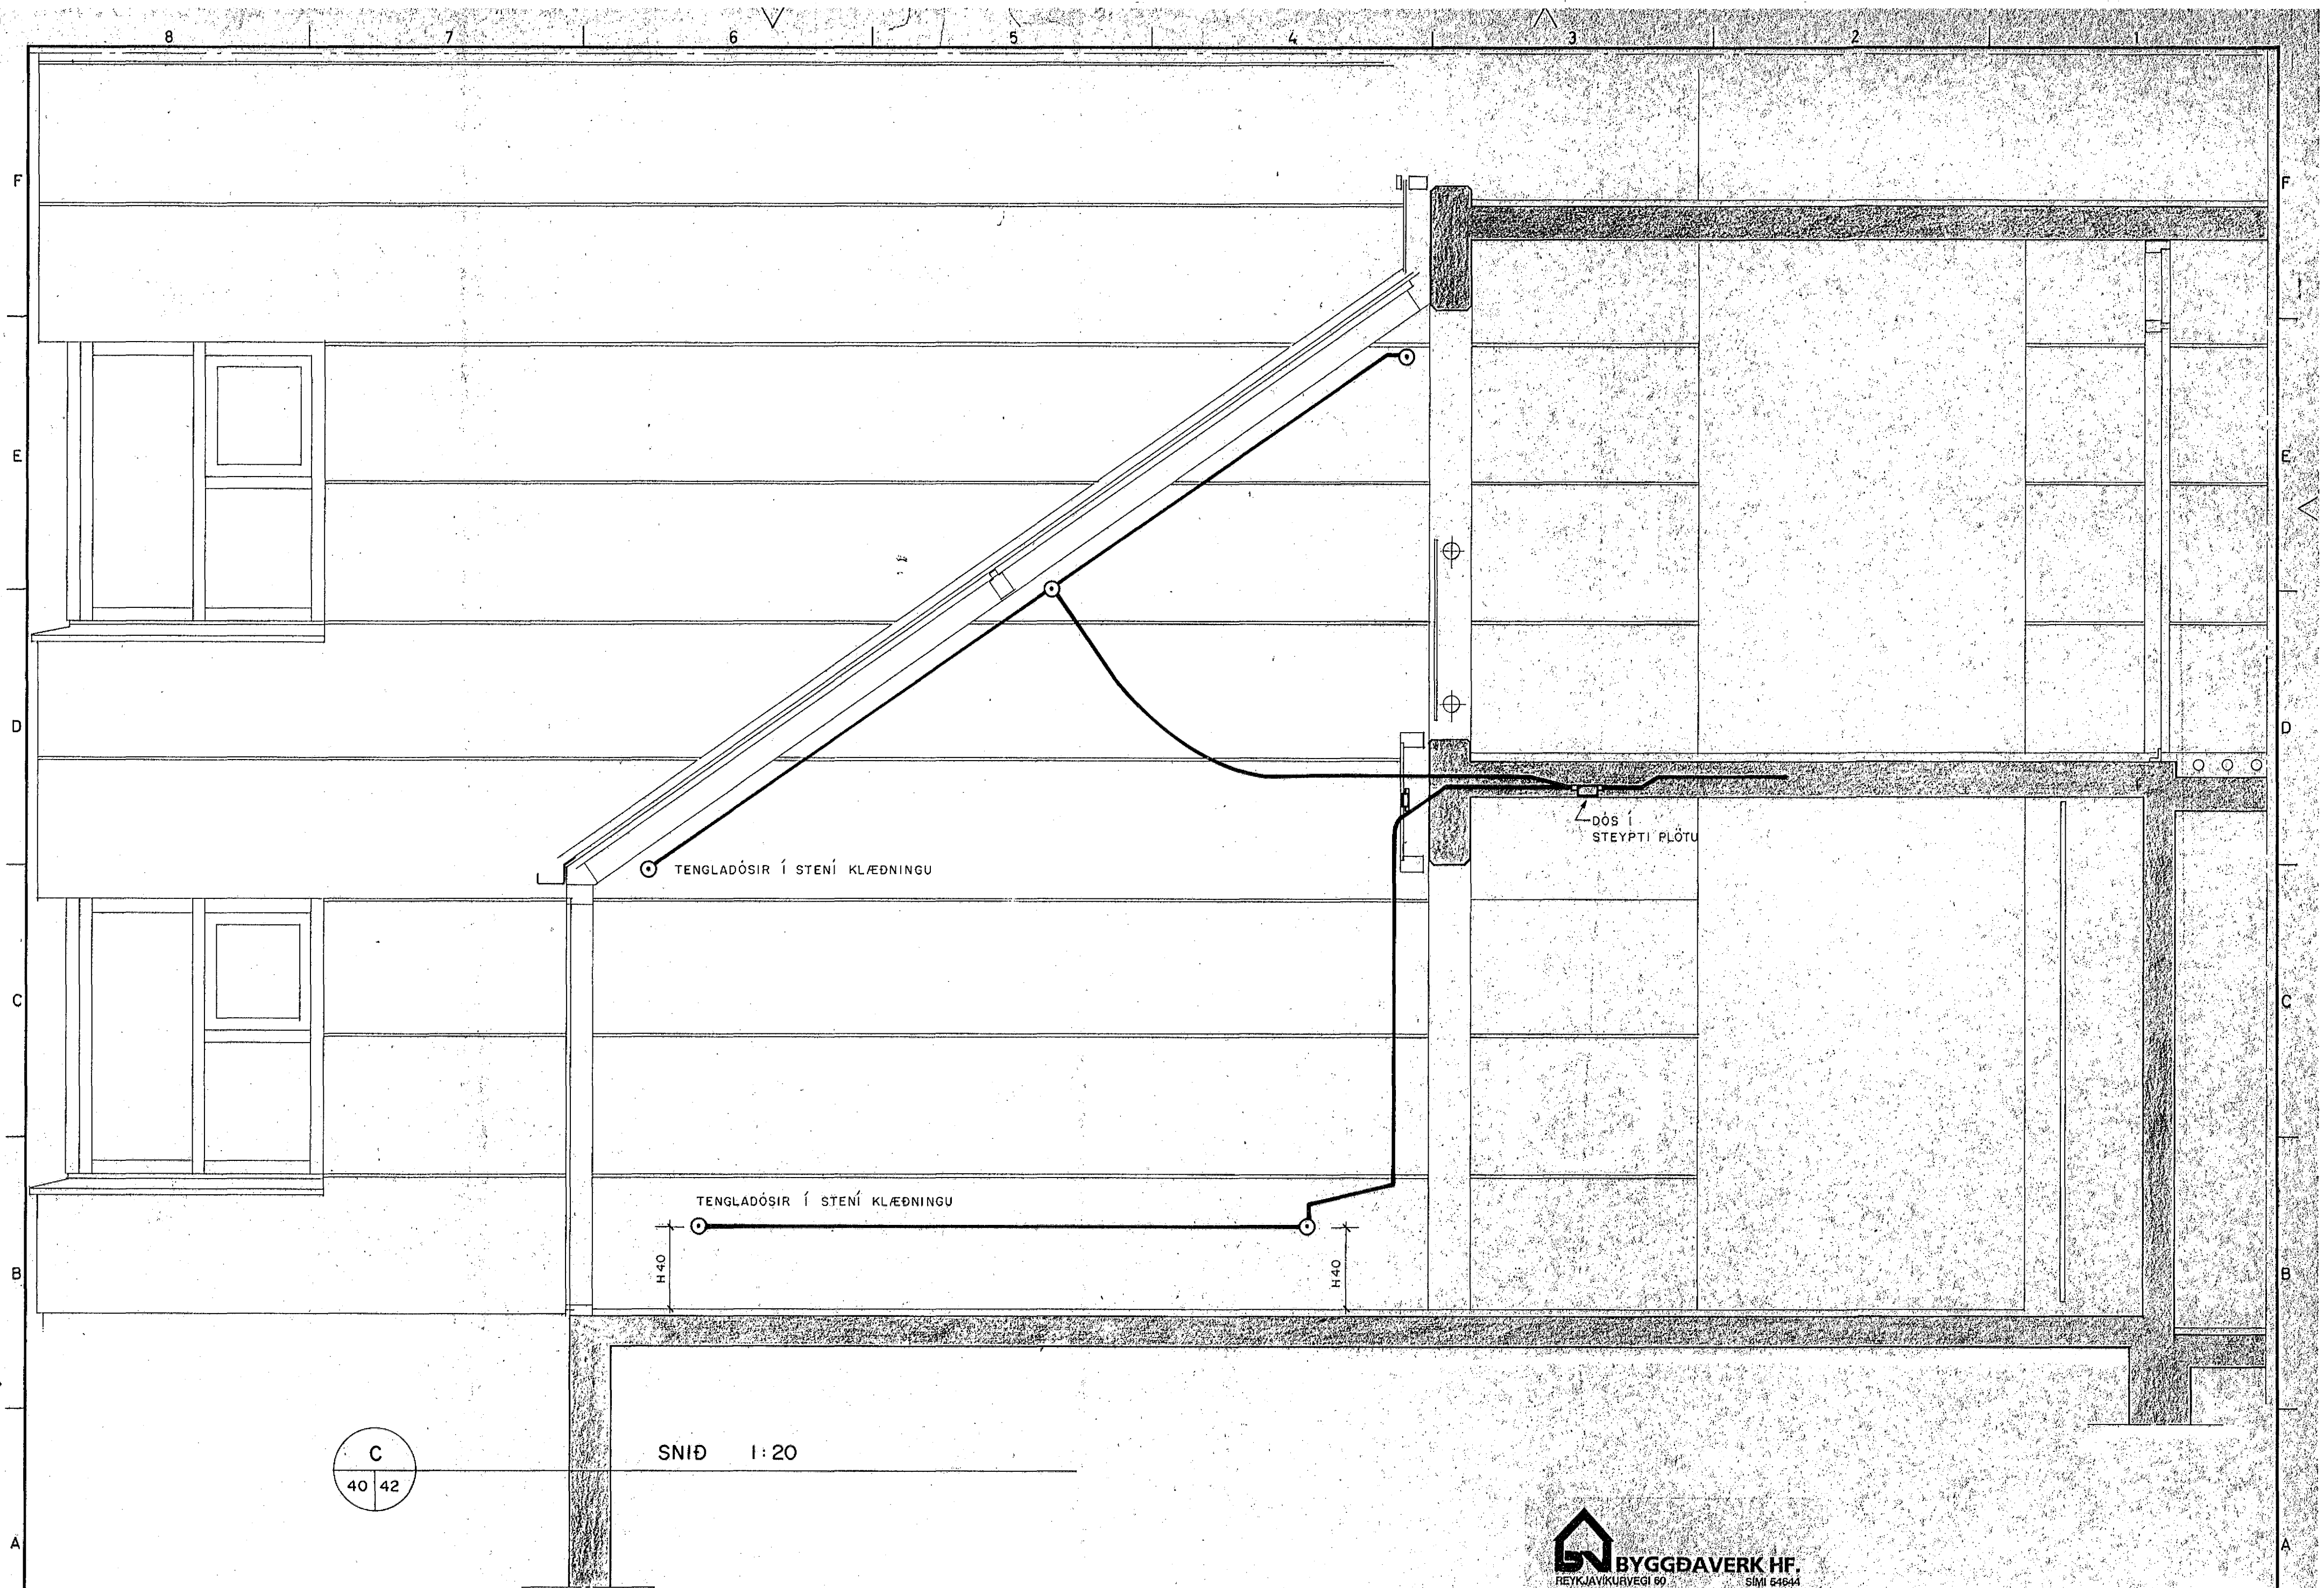 8 7 6 5 4 3 2 1
F F
E E
D D
DÓS Í
STEYPTI PLÖTU
TENGLADÓSIR Í STENÍ KLÆÐNINGU
C C
TENGLADÓSIR Í STENÍ KLÆÐNINGU
H40 H40
B B
C
SNIÐ 1:20
40 42
A A
BYGGÐAVERK HF.
REYKJAVÍKURVEGI 60 SÍMI 54644